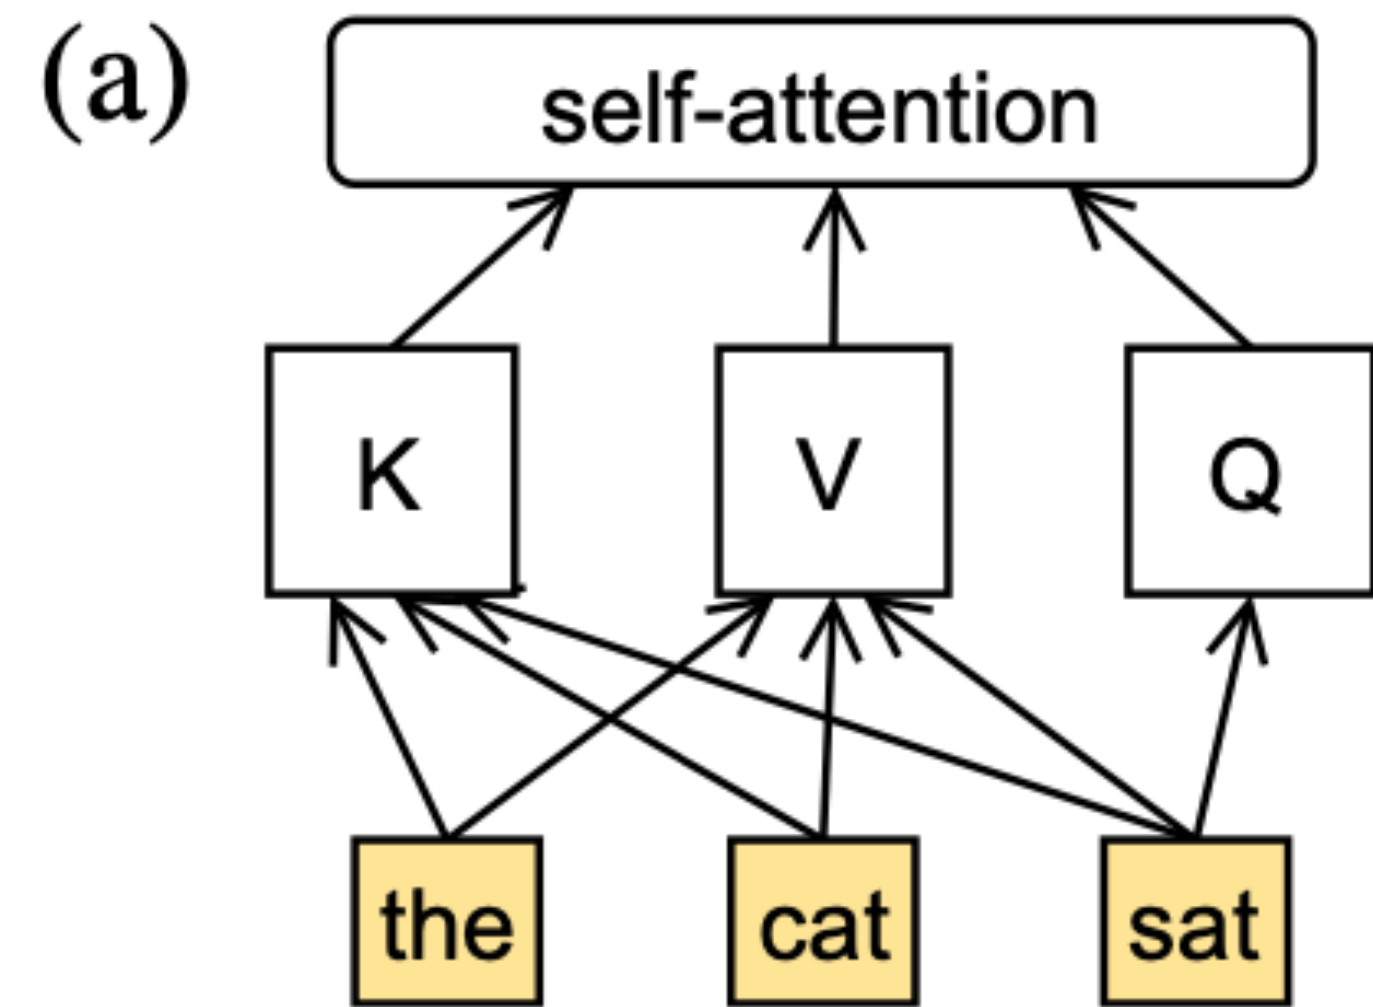 (a)
self-attention
K V Q
the cat sat